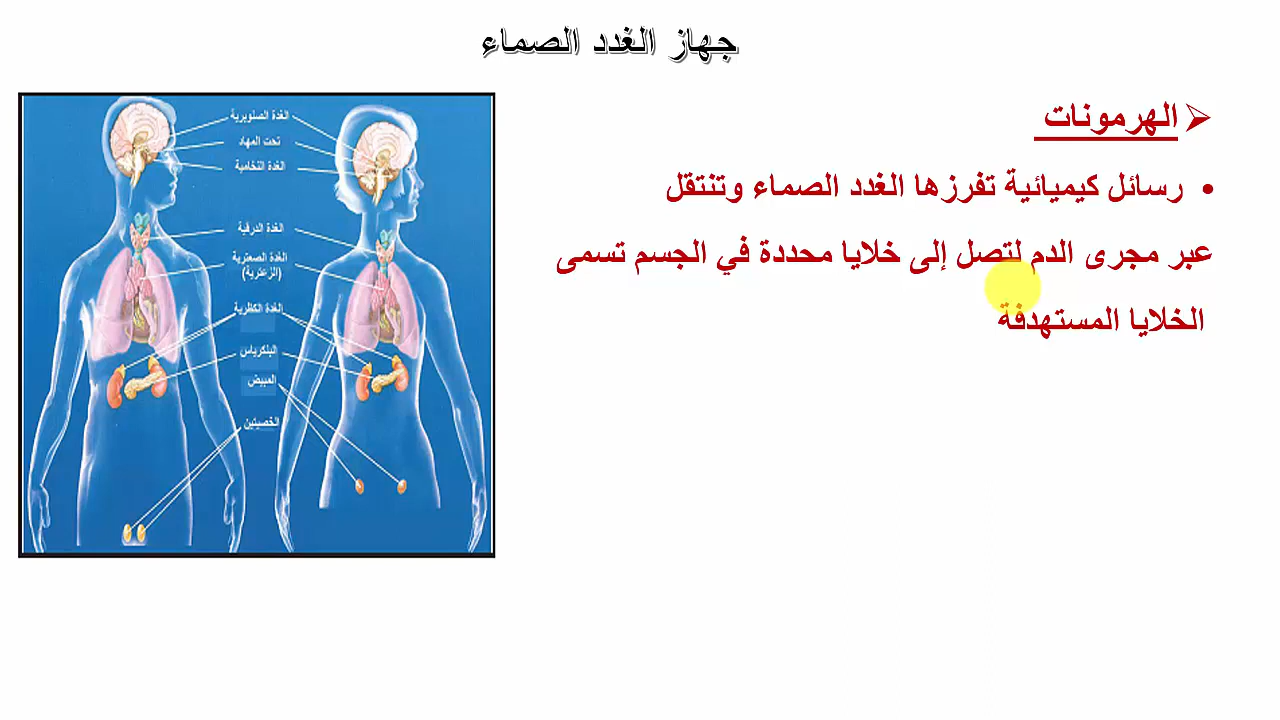 جهاز الغدد الصماء
الهرمونات
رسائل كيميائية تفرزها الغدد الصماء وتنتقل
عبر مجرى الدم لتصل إلى خلايا محددة في الجسم تسمى
الخلايا المستهدفة
الغدة الصنوبرية
تحت المهاد
الغدة النخامية
الغدة الدرقية
الغدة الصعترية
(الزعترية)
الغدة الكظرية
البنكرياس
المبيض
الخصيتين